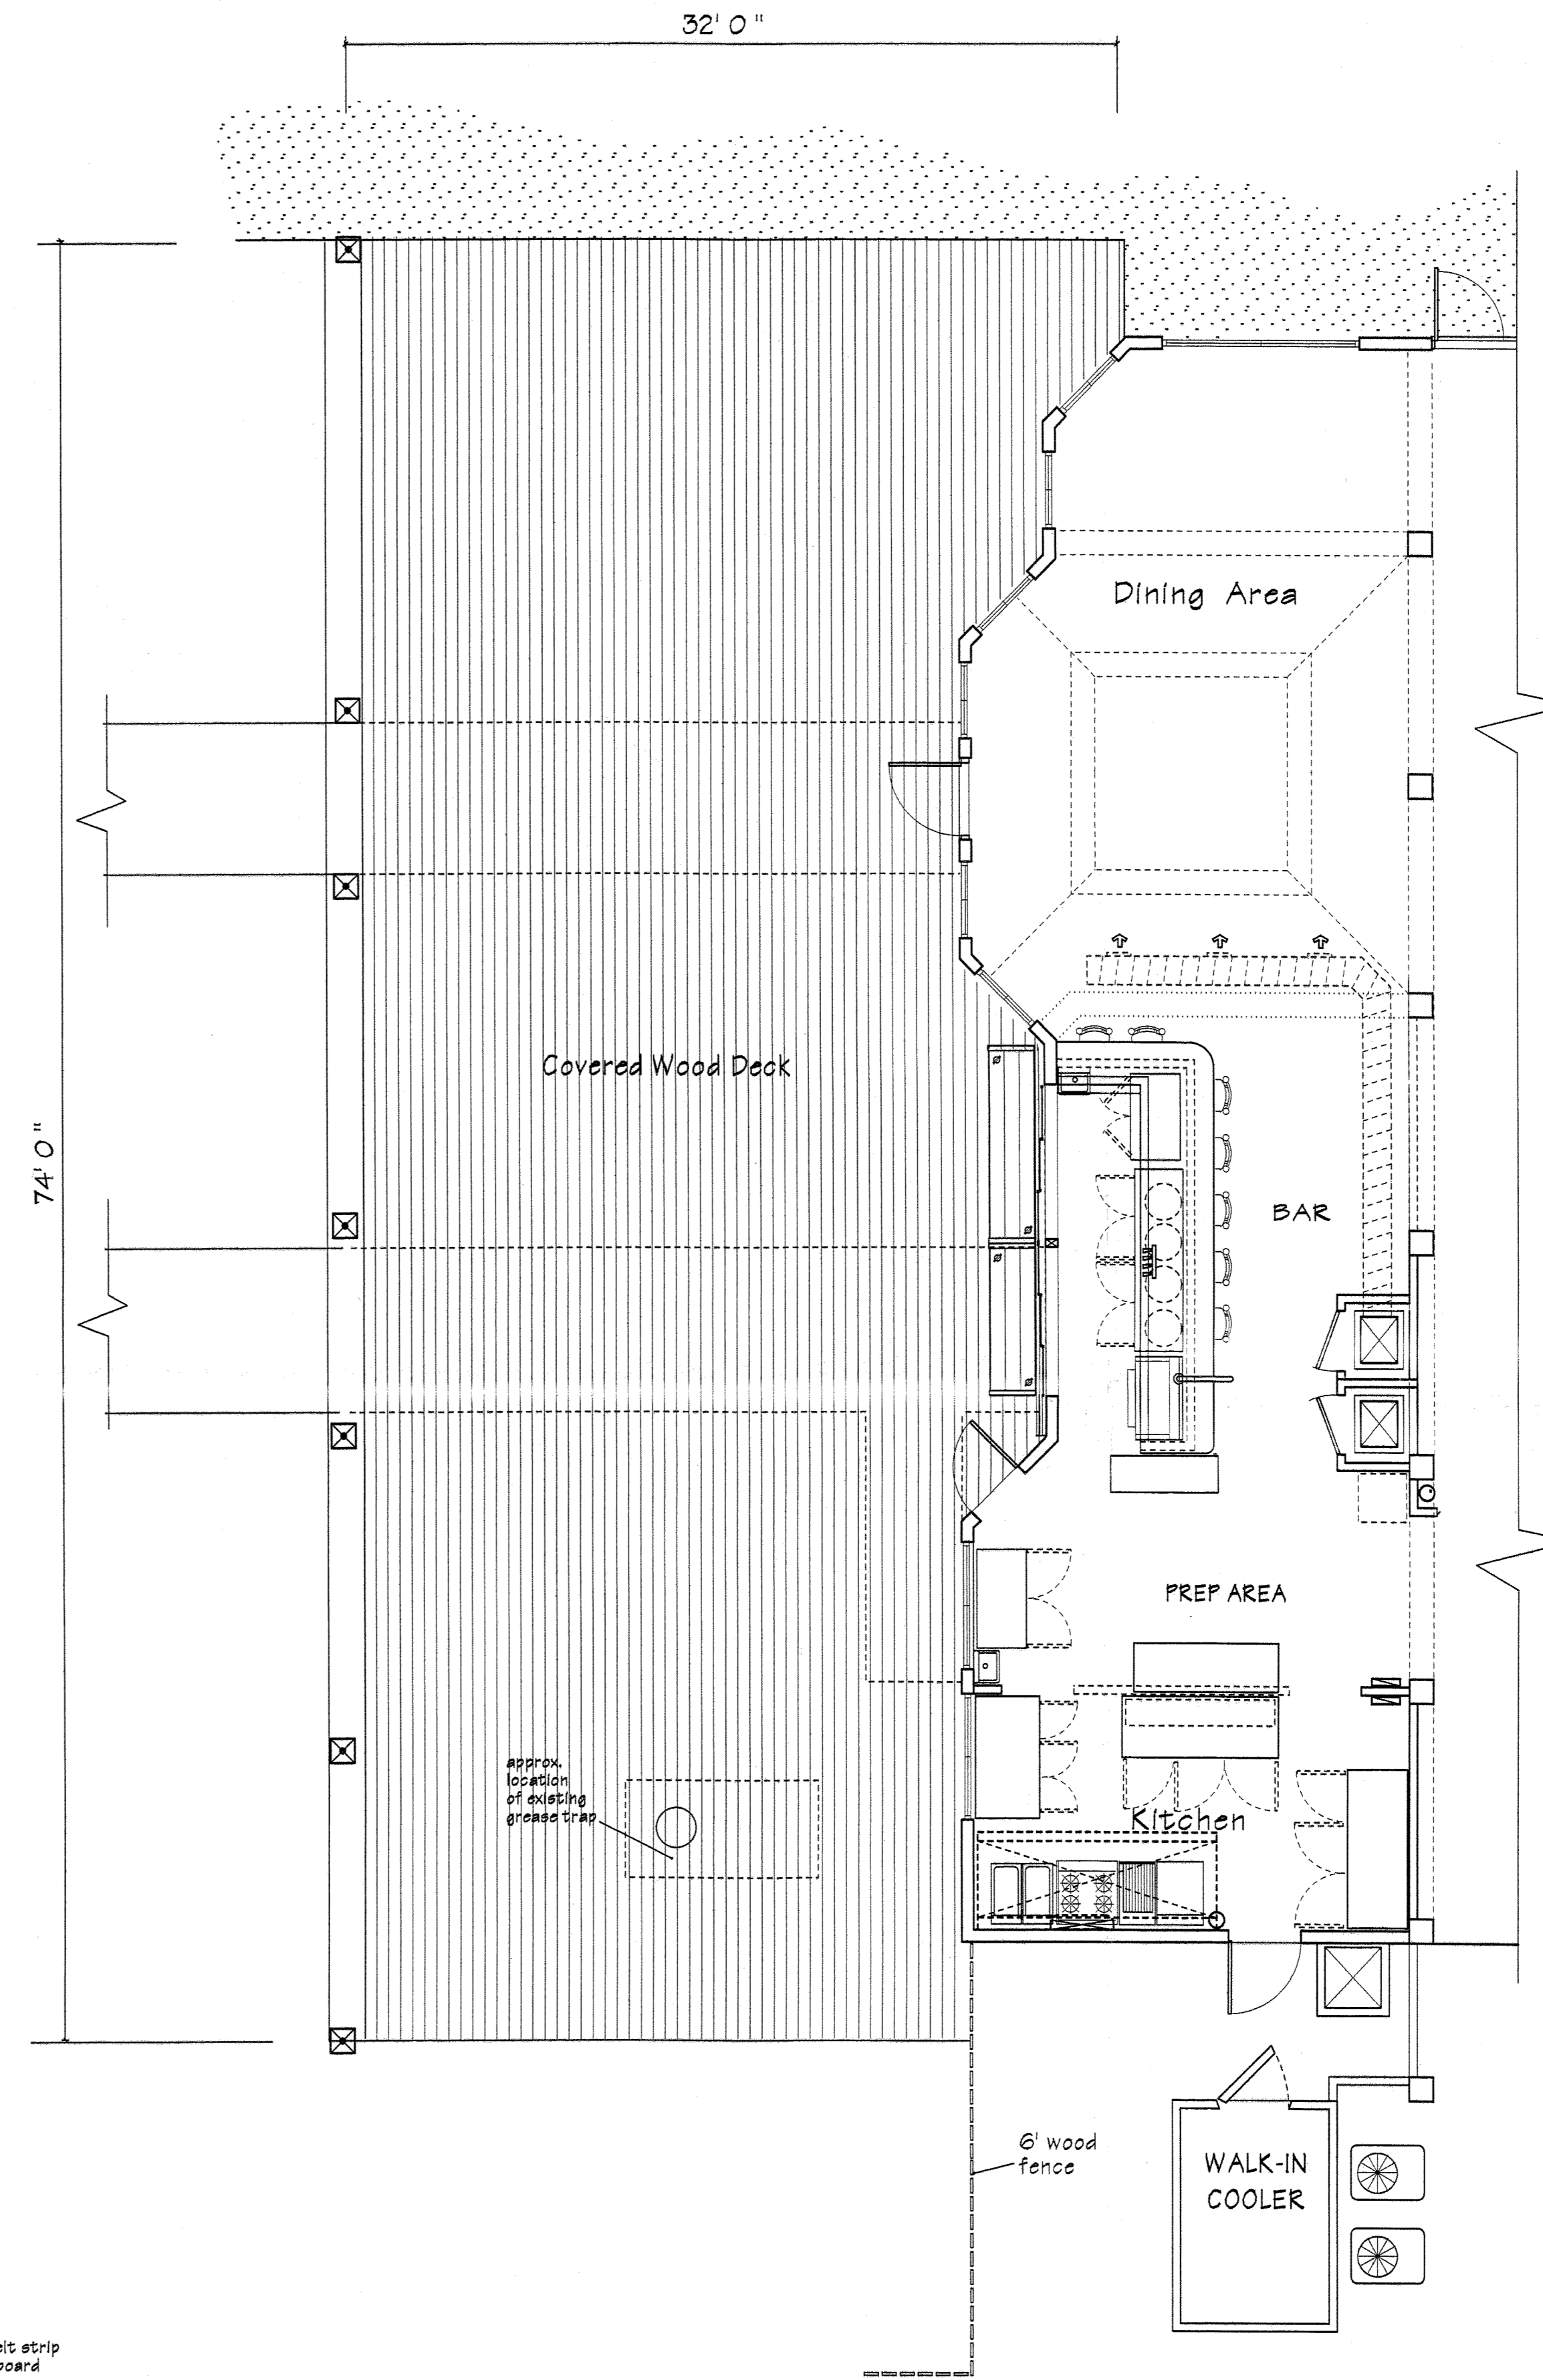 32' 0"
Dining Area
Covered Wood Deck
74' 0"
BAR
PREP AREA
approx.
location
of existing
grease trap
Kitchen
6' wood
fence
WALK-IN
COOLER
strip